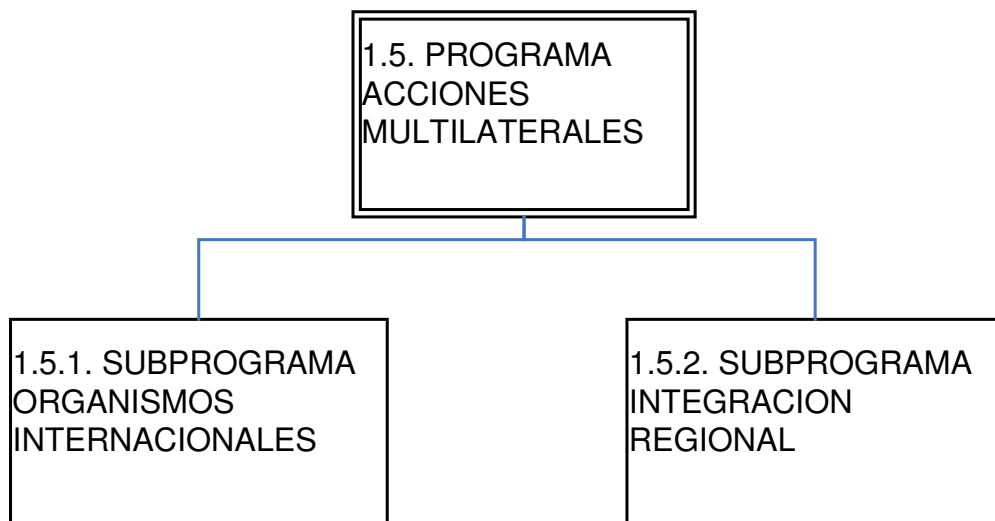 1.5. PROGRAMA
ACCIONES
MULTILATERALES
1.5.1. SUBPROGRAMA
ORGANISMOS
INTERNACIONALES
1.5.2. SUBPROGRAMA
INTEGRACION
REGIONAL